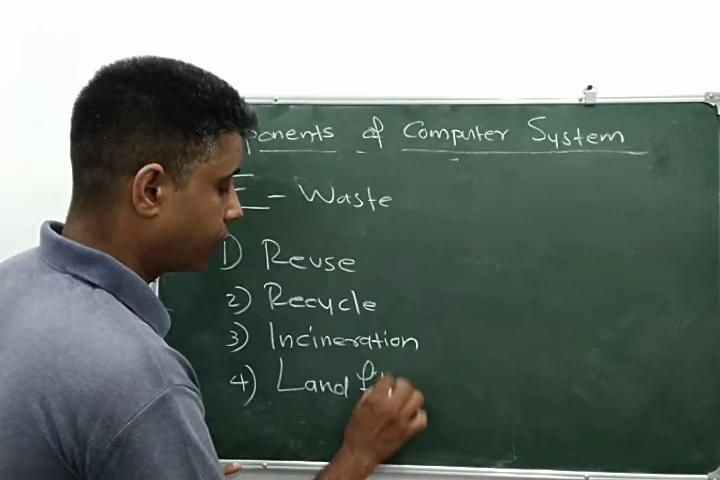 ponents of Computer System
E - Waste
1) Reuse
2) Recycle
3) Incineration
4) Land